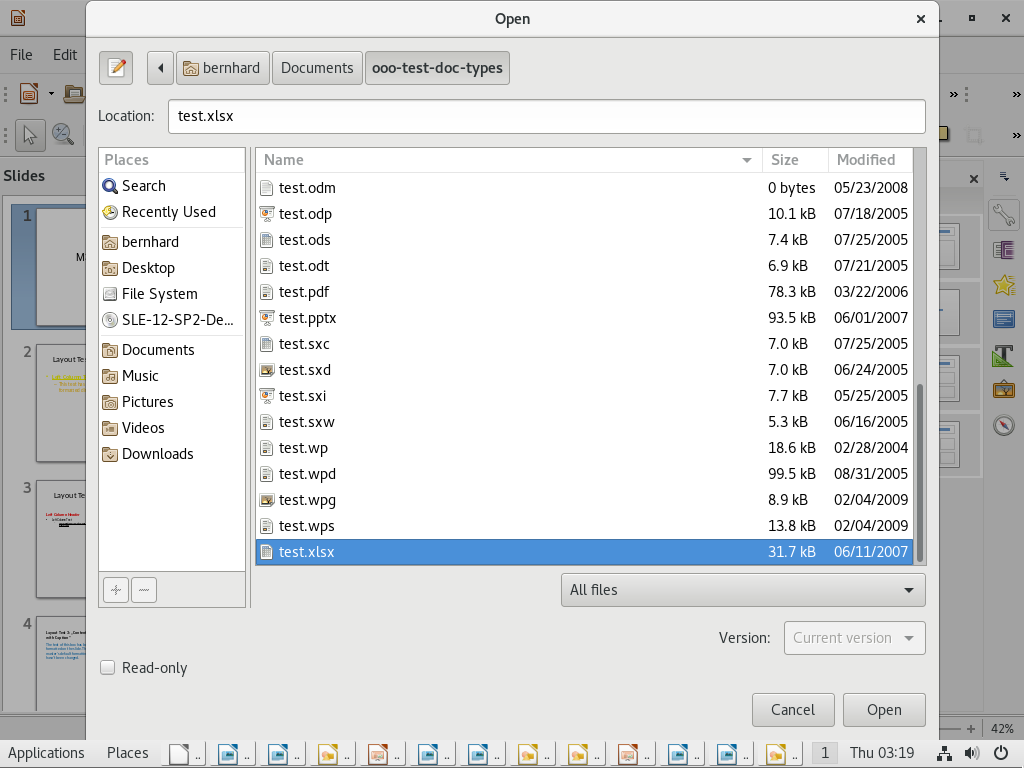 Open
File Edit
bernhard Documents ooo-test-doc-types
Location: test.xlsx
Slides
Places
Search
Recently Used
bernhard
Desktop
File System
SLE-12-SP2-De...
Documents
Music
Pictures
Videos
Downloads
Name Size Modified
test.odm 0 bytes 05/23/2008
test.odp 10.1 kB 07/18/2005
test.ods 7.4 kB 07/25/2005
test.odt 6.9 kB 07/21/2005
test.pdf 78.3 kB 03/22/2006
test.pptx 93.5 kB 06/01/2007
test.sxc 7.0 kB 07/25/2005
test.sxd 7.0 kB 06/24/2005
test.sxi 7.7 kB 05/25/2005
test.sxw 5.3 kB 06/16/2005
test.wp 18.6 kB 02/28/2004
test.wpd 99.5 kB 08/31/2005
test.wpg 8.9 kB 02/04/2009
test.wps 13.8 kB 02/04/2009
test.xlsx 31.7 kB 06/11/2007
1
2
Layout Te
3
Layout Te
4
All files
Version: Current version
Read-only
Cancel Open
42%
Applications Places .. .. .. .. .. .. .. .. .. .. .. .. .. 1 Thu 03:19